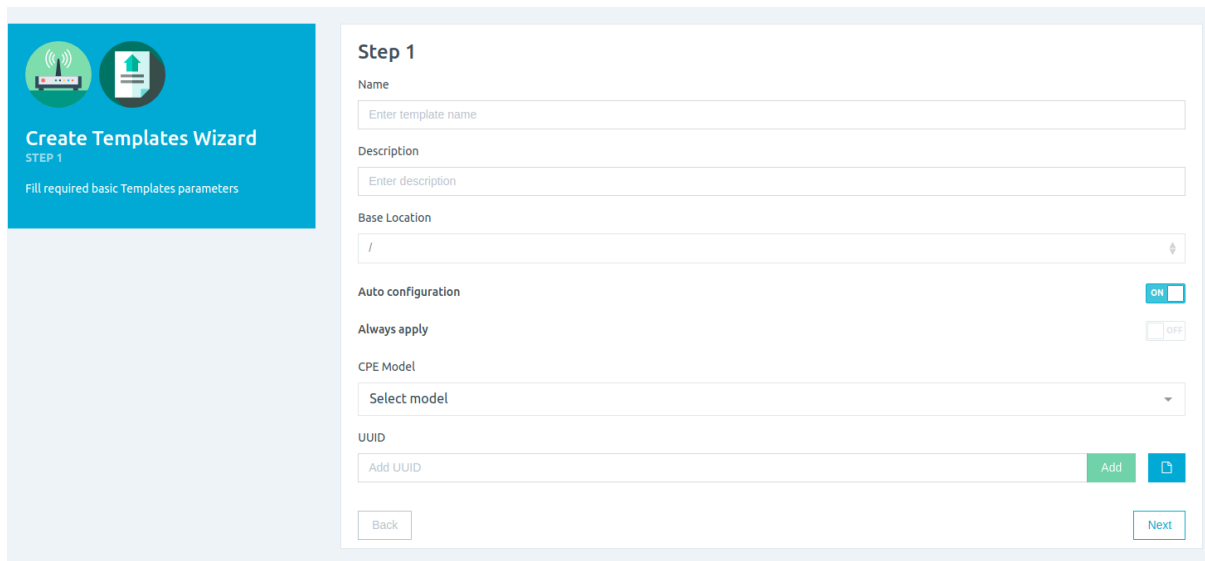 Create Templates Wizard
STEP 1
Fill required basic Templates parameters
Step 1
Name
Enter template name
Description
Enter description
Base Location
/
Auto configuration
ON
Always apply
OFF
CPE Model
Select model
UUID
Add UUID
Add
Back
Next